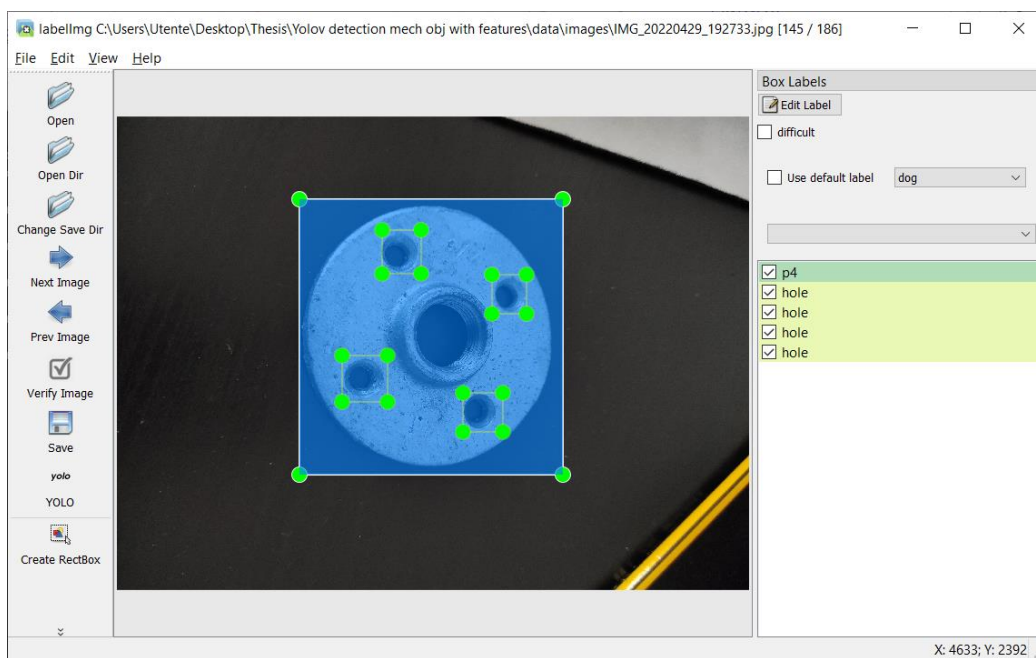 labelImg C:\Users\Utente\Desktop\Thesis\Yolov detection mech obj with features\data\images\IMG_20220429_192733.jpg [145 / 186]
File Edit View Help
Open
Open Dir
Change Save Dir
Next Image
Prev Image
Verify Image
Save
yolo
YOLO
Create RectBox
Box Labels
Edit Label
difficult
Use default label dog
p4
hole
hole
hole
hole
X: 4633; Y: 2392